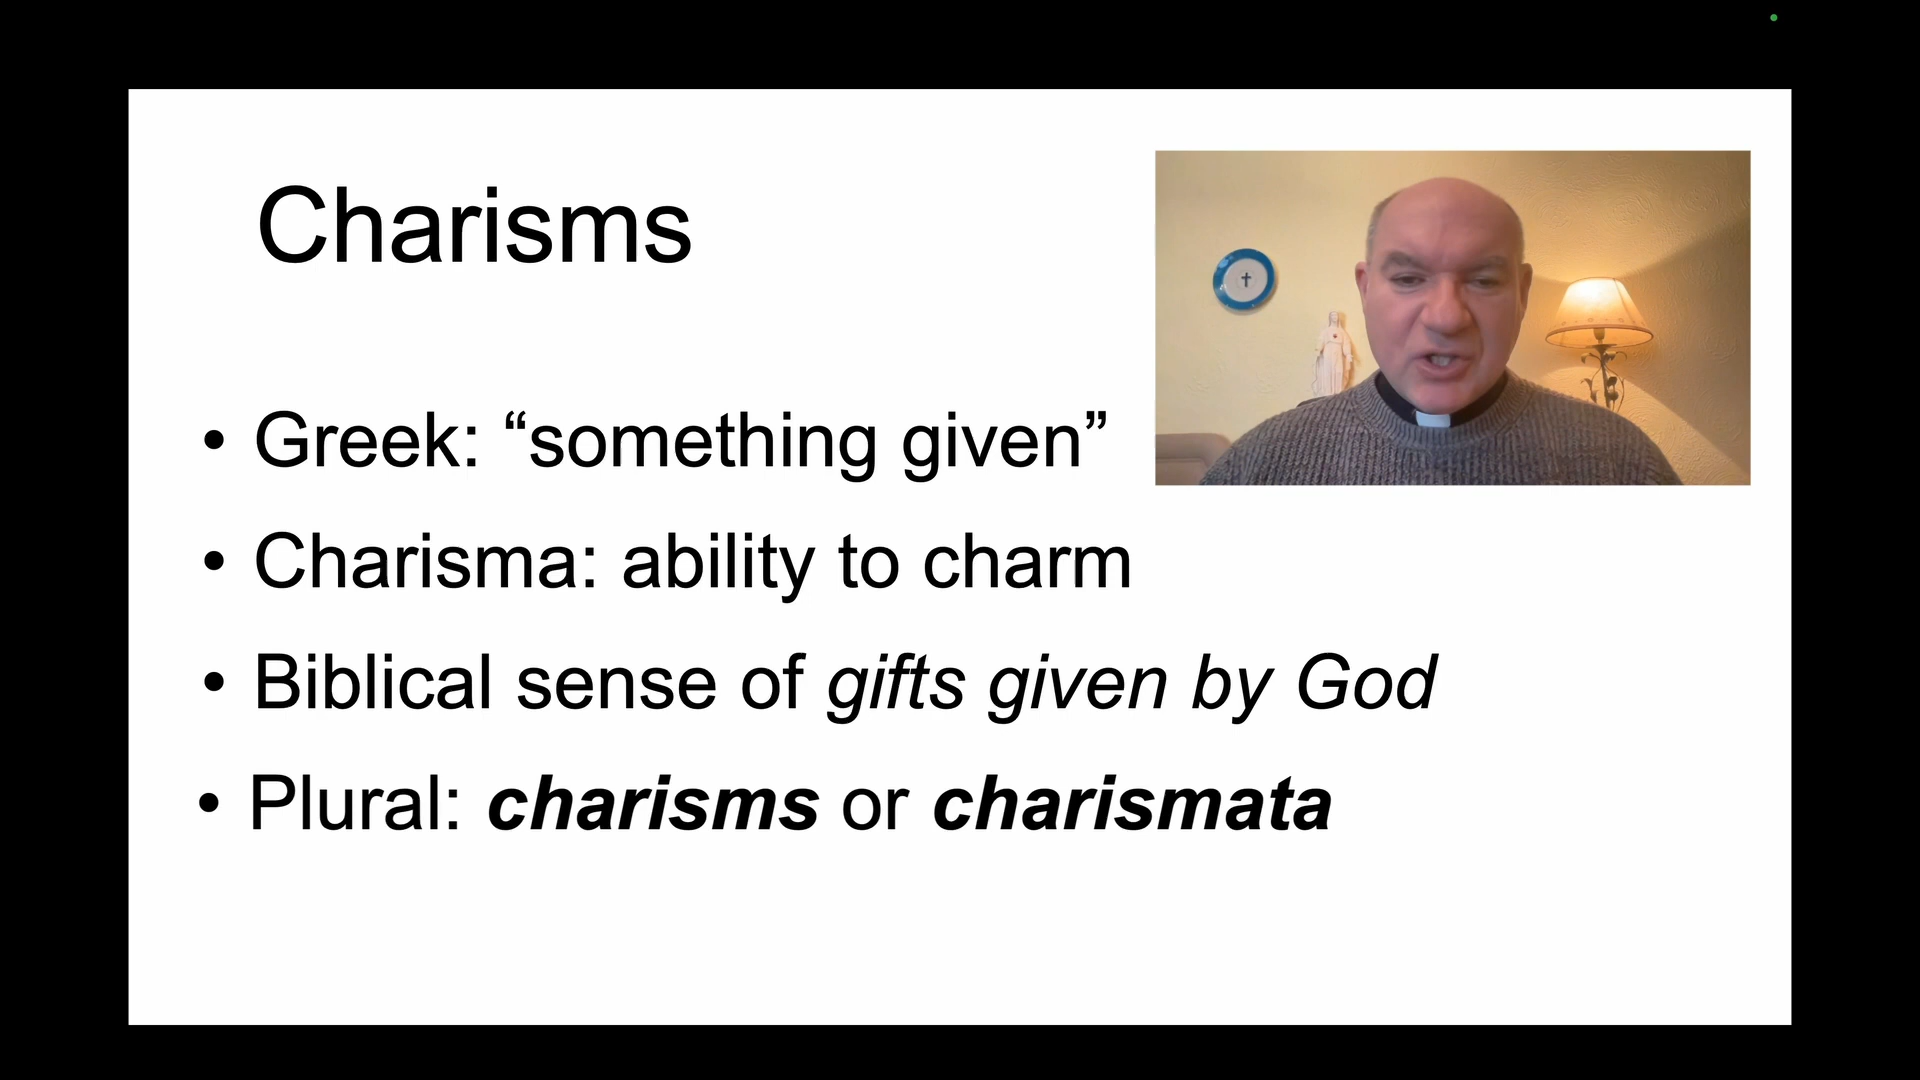 Charisms
• Greek: “something given”
• Charisma: ability to charm
• Biblical sense of gifts given by God
• Plural: charisms or charismata